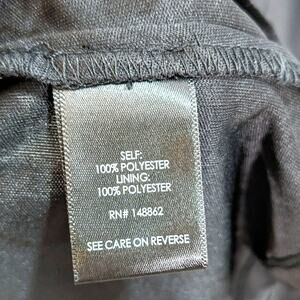 SELF:
100% POLYESTER
LINING:
100% POLYESTER
RN# 148862
SEE CARE ON REVERSE